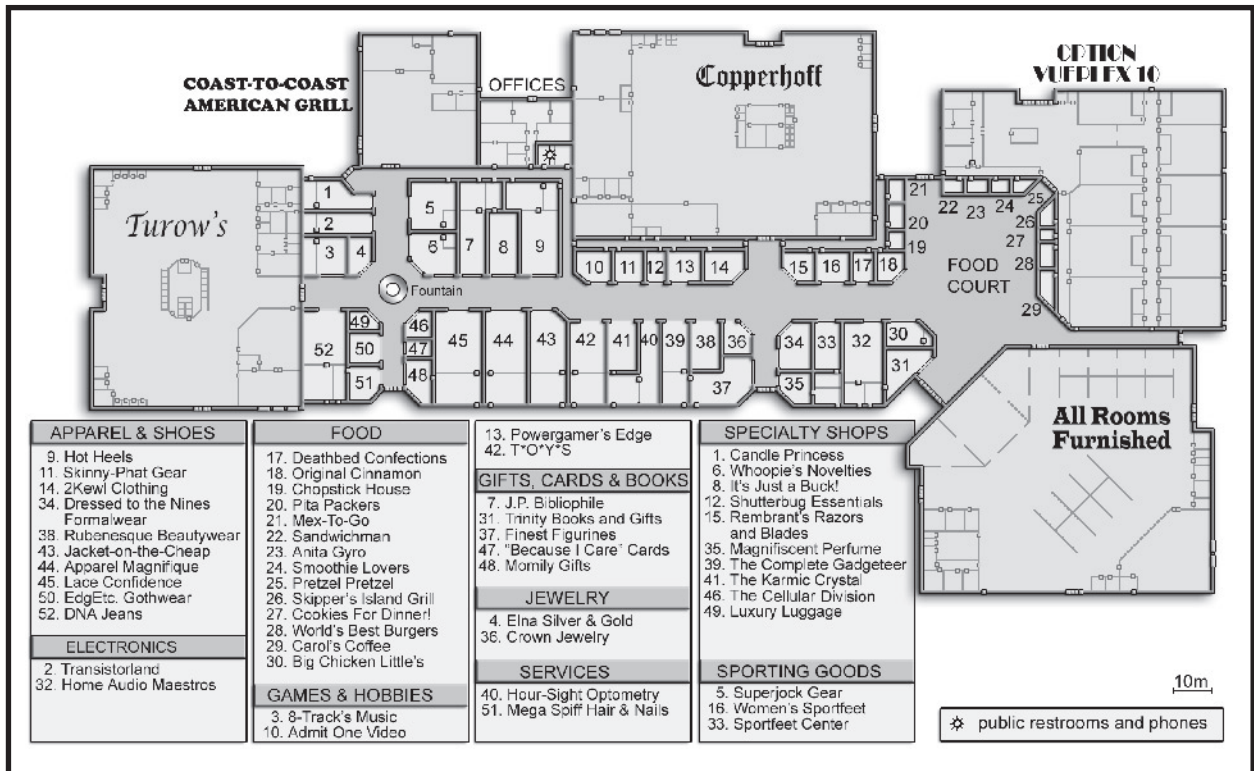 COAST-TO-COAST
AMERICAN GRILL
OFFICES
Copperhoff
OPTION
VUEPLEX 10
Turow's
1
2
3
4
5
6
7
8
9
10
11
12
13
14
15
16
17
18
19
20
21
22
23
24
25
26
27
28
29
FOOD
COURT
Fountain
52
49
50
51
46
47
48
45
44
43
42
41
40
39
38
36
37
34
35
33
32
30
31
All Rooms
Furnished
APPAREL & SHOES
9. Hot Heels
11. Skinny-Phat Gear
14. 2Kewl Clothing
34. Dressed to the Nines
Formalwear
38. Rubenesque Beautywear
43. Jacket-on-the-Cheap
44. Apparel Magnifique
45. Lace Confidence
50. EdgEtc. Gothwear
52. DNA Jeans
ELECTRONICS
2. Transistorland
32. Home Audio Maestros
FOOD
17. Deathbed Confections
18. Original Cinnamon
19. Chopstick House
20. Pita Packers
21. Mex-To-Go
22. Sandwichman
23. Anita Gyro
24. Smoothie Lovers
25. Pretzel Pretzel
26. Skipper's Island Grill
27. Cookies For Dinner!
28. World's Best Burgers
29. Carol's Coffee
30. Big Chicken Little's
GAMES & HOBBIES
3. 8-Track's Music
10. Admit One Video
13. Powergamer's Edge
42. T*O*Y*S
GIFTS, CARDS & BOOKS
7. J.P. Bibliophile
31. Trinity Books and Gifts
37. Finest Figurines
47. "Because I Care" Cards
48. Momily Gifts
JEWELRY
4. Elna Silver & Gold
36. Crown Jewelry
SERVICES
40. Hour-Sight Optometry
51. Mega Spiff Hair & Nails
SPECIALTY SHOPS
1. Candle Princess
6. Whoopie's Novelties
8. It's Just a Buck!
12. Shutterbug Essentials
15. Rembrant's Razors
and Blades
35. Magnifiscent Perfume
39. The Complete Gadgeteer
41. The Karmic Crystal
46. The Cellular Division
49. Luxury Luggage
SPORTING GOODS
5. Superjock Gear
16. Women's Sportfeet
33. Sportfeet Center
10m
public restrooms and phones